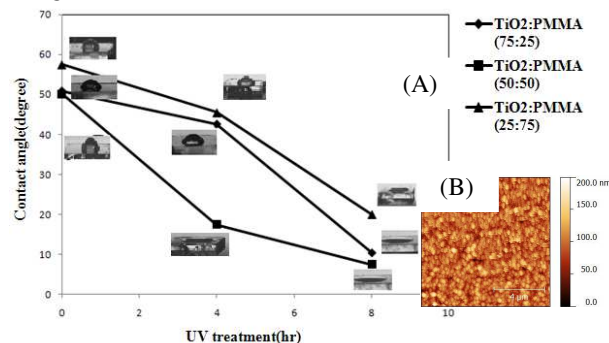 70
60
50
40
30
20
10
0
0
2
4
6
8
10
Contact angle(degree)
UV treatment(hr)
TiO2:PMMA
(75:25)
TiO2:PMMA
(50:50)
TiO2:PMMA
(25:75)
(A)
(B)
200.0 nm
150.0
100.0
50.0
0.0
4 µm